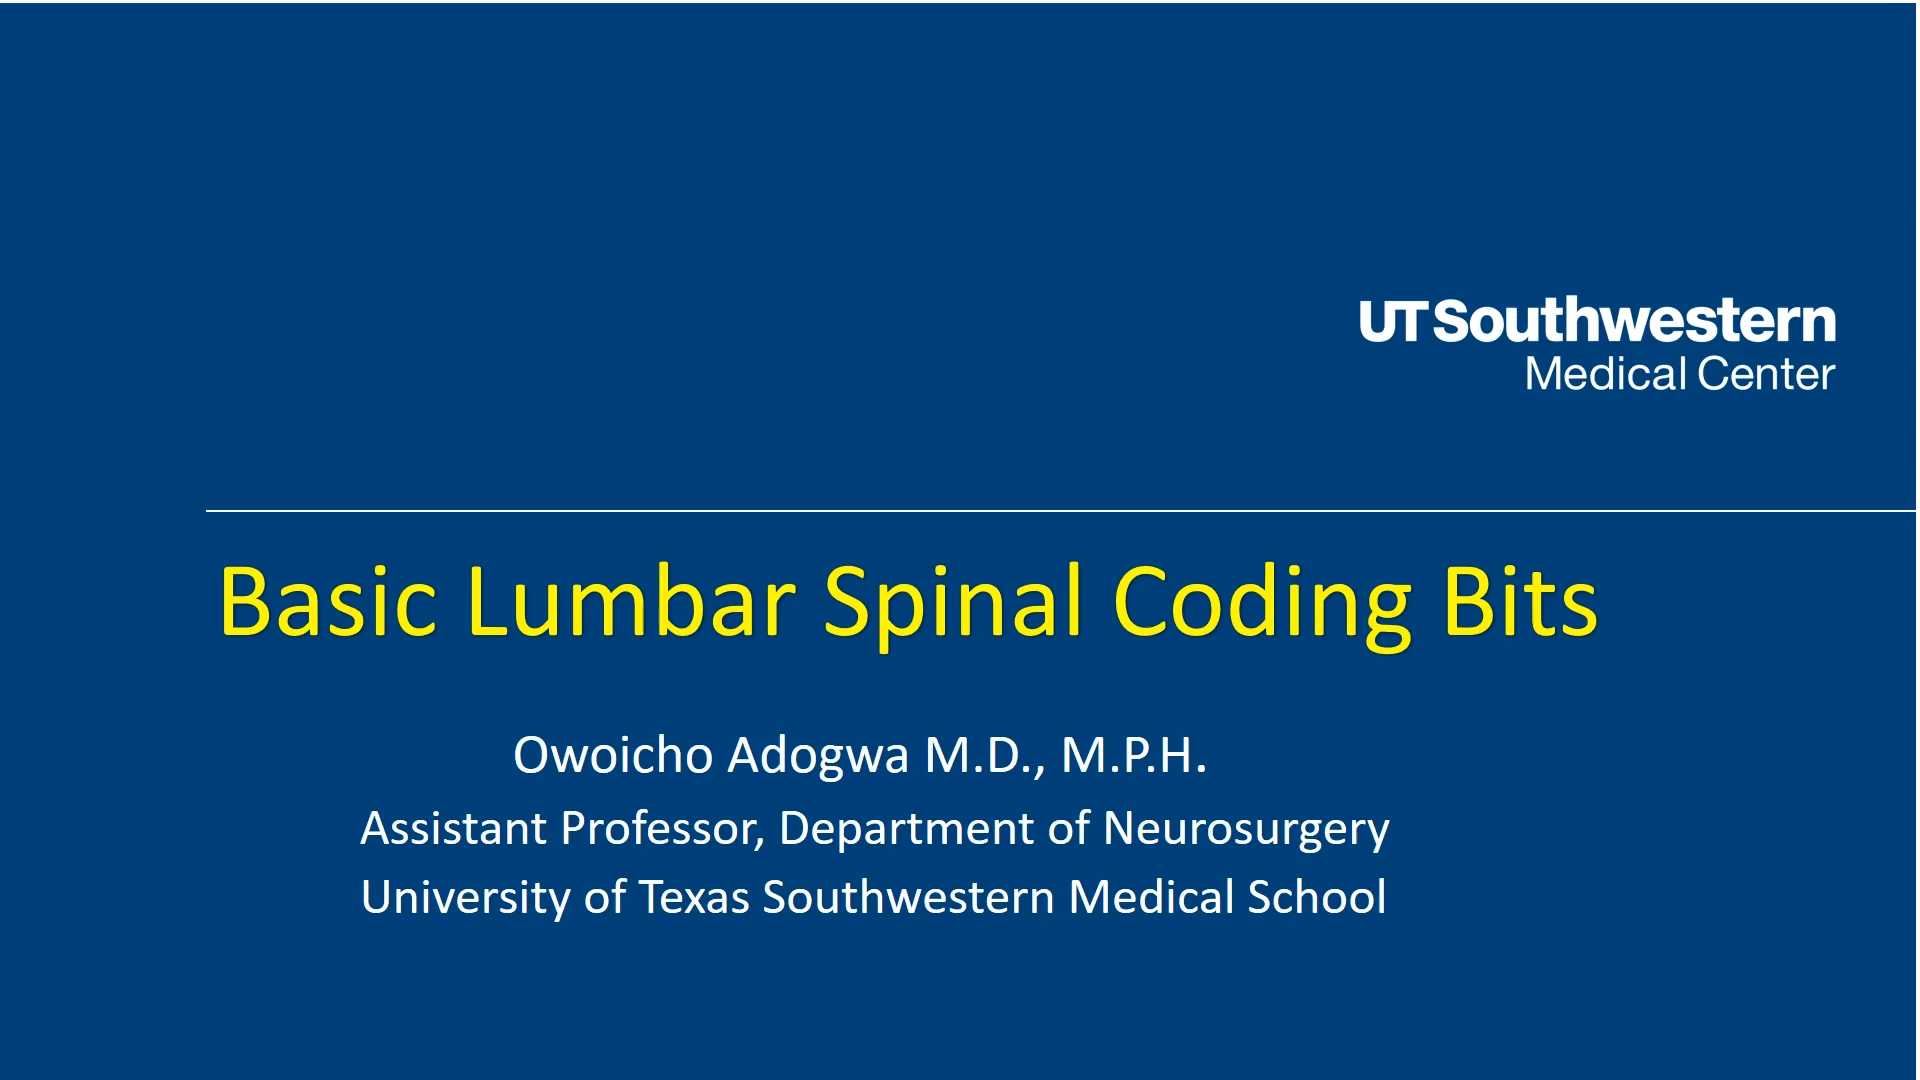 UTSouthwestern
Medical Center
Basic Lumbar Spinal Coding Bits
Owoicho Adogwa M.D., M.P.H.
Assistant Professor, Department of Neurosurgery
University of Texas Southwestern Medical School